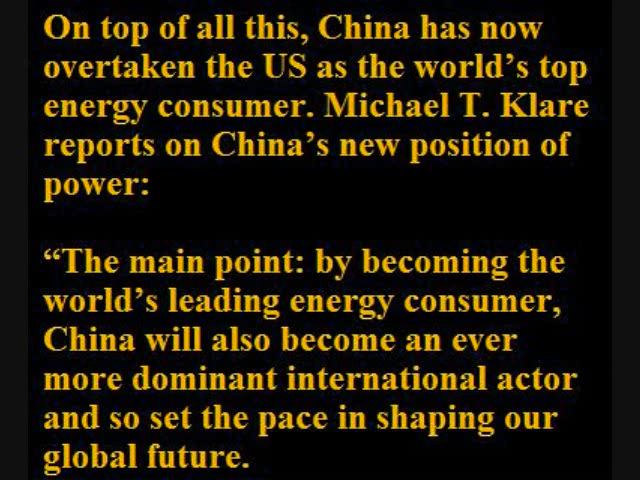 On top of all this, China has now
overtaken the US as the world’s top
energy consumer. Michael T. Klare
reports on China’s new position of
power:
“The main point: by becoming the
world’s leading energy consumer,
China will also become an ever
more dominant international actor
and so set the pace in shaping our
global future.